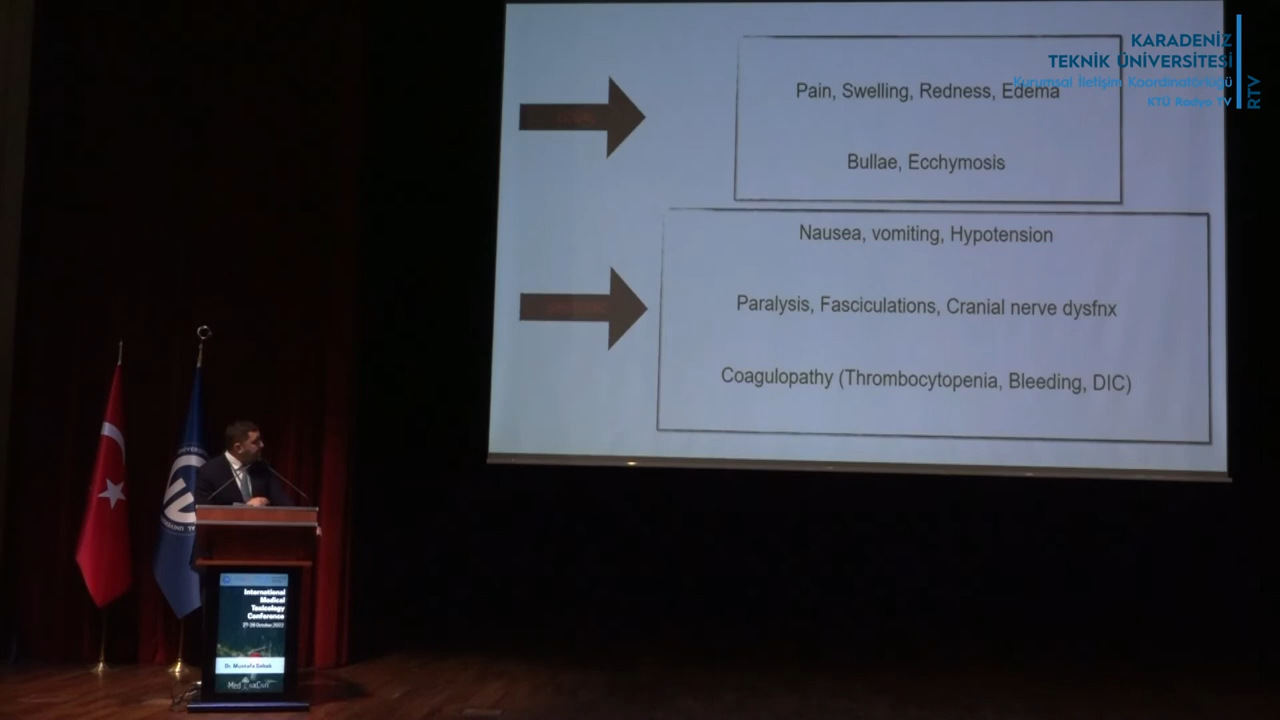 KARADENİZ
TEKNİK ÜNİVERSİTESİ
Kurumsal İletişim Koordinatörlüğü
KTÜ Radyo TV
RTV
Pain, Swelling, Redness, Edema
Bullae, Ecchymosis
Nausea, vomiting, Hypotension
Paralysis, Fasciculations, Cranial nerve dysfnx
Coagulopathy (Thrombocytopenia, Bleeding, DIC)
International
Medical
Toxicology
Conference
Dr. Mustafa